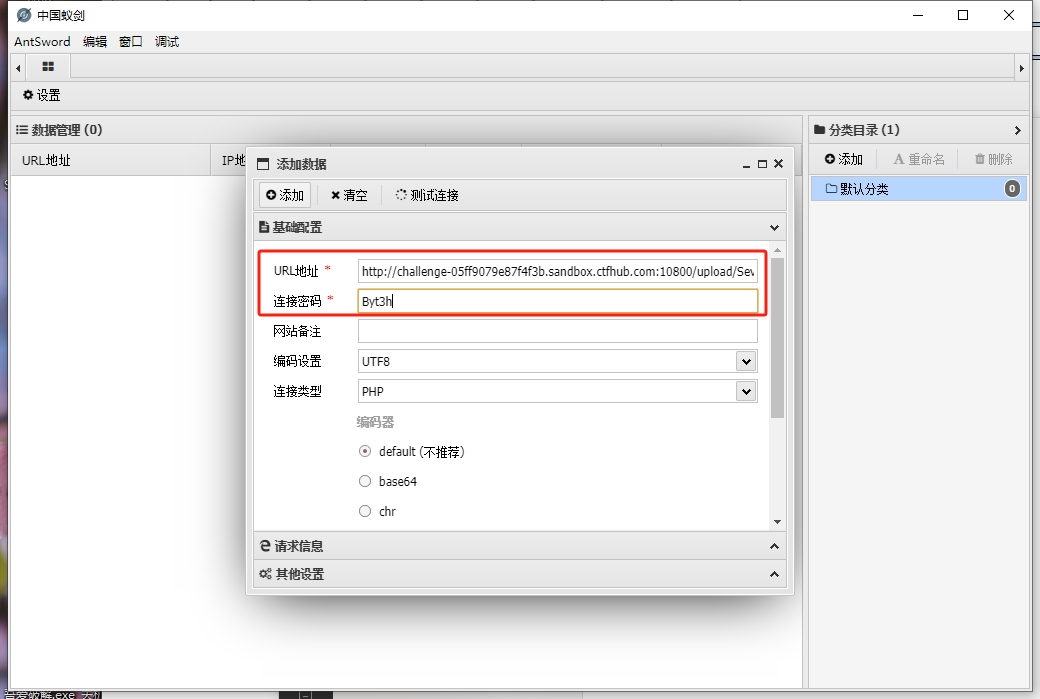 中国蚁剑
AntSword 编辑 窗口 调试
设置
数据管理 (0)
分类目录 (1)
URL地址 IP地
添加 重命名 删除
默认分类 0
添加数据
添加 清空 测试连接
基础配置
URL地址 * http://challenge-05ff9079e87f4f3b.sandbox.ctfhub.com:10800/upload/Sev
连接密码 * Byt3h
网站备注
编码设置 UTF8
连接类型 PHP
编码器
default (不推荐)
base64
chr
请求信息
其他设置